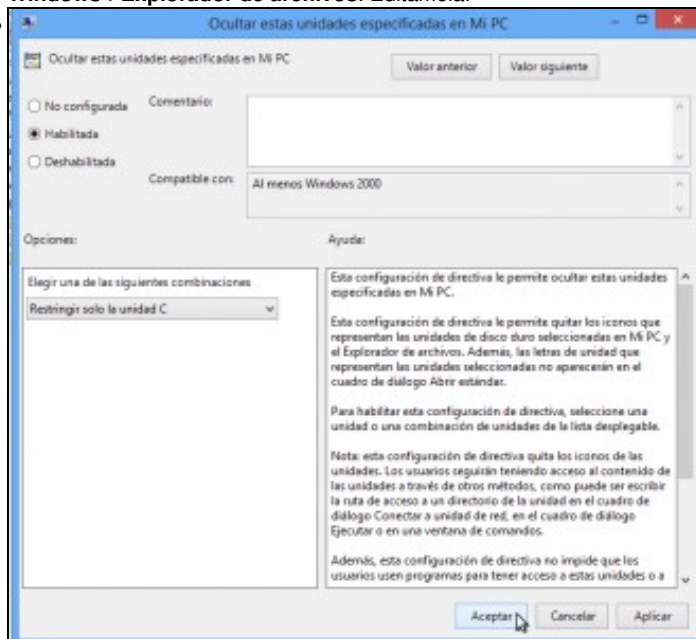 Windows / Explorador de archivos. Editámosla.
Ocultar estas unidades especificadas en Mi PC
Ocultar estas unidades especificadas en Mi PC
Valor anterior
Valor siguiente
No configurada
Comentario:
Habilitada
Deshabilitada
Compatible con:
Al menos Windows 2000
Opciones:
Ayuda:
Elegir una de las siguientes combinaciones
Restringir solo la unidad C
Esta configuración de directiva le permite ocultar estas unidades
especificadas en Mi PC.
Esta configuración de directiva le permite quitar los iconos que
representan las unidades de disco duro seleccionadas en Mi PC y
el Explorador de archivos. Además, las letras de unidad que
representan las unidades seleccionadas no aparecerán en el
cuadro de diálogo Abrir estándar.
Para habilitar esta configuración de directiva, seleccione una
unidad o una combinación de unidades de la lista desplegable.
Nota: esta configuración de directiva quita los iconos de las
unidades. Los usuarios seguirán teniendo acceso al contenido de
las unidades a través de otros métodos, como puede ser escribir
la ruta de acceso a un directorio de la unidad en el cuadro de
diálogo Conectar a unidad de red, en el cuadro de diálogo
Ejecutar o en una ventana de comandos.
Además, esta configuración de directiva no impide que los
usuarios usen programas para tener acceso a estas unidades o a
Aceptar
Cancelar
Aplicar